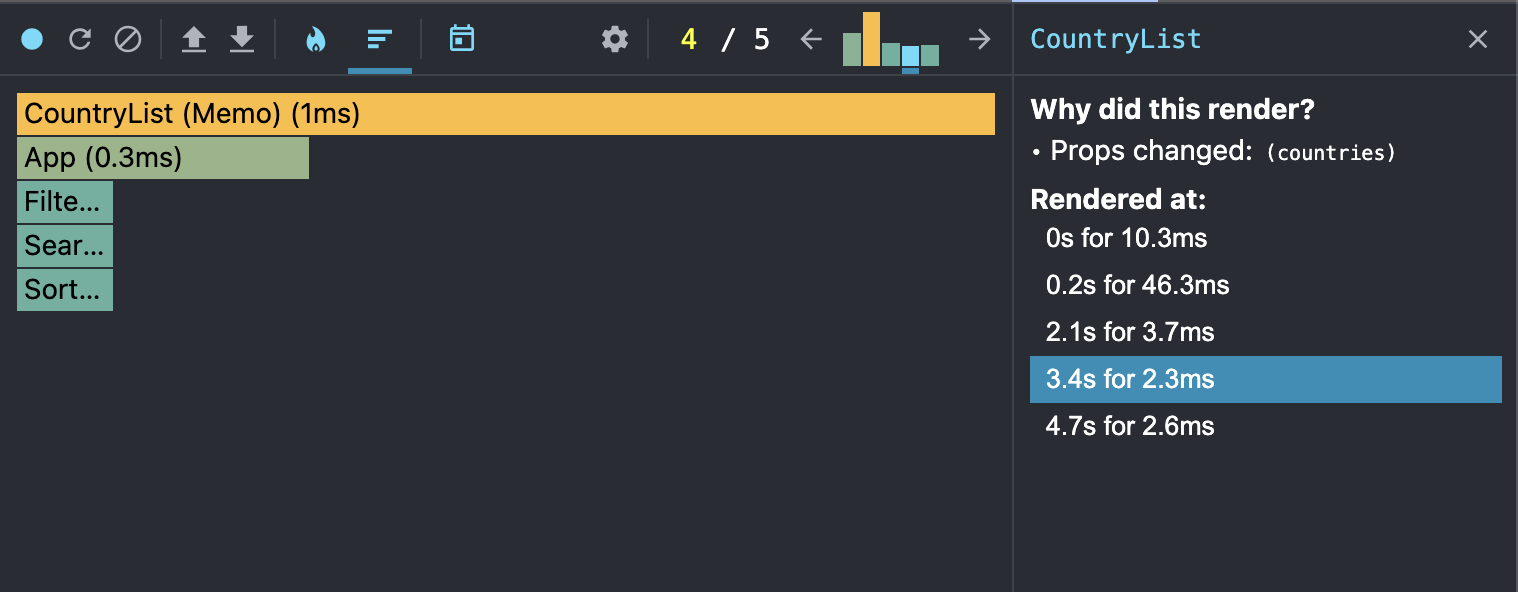 4 / 5
CountryList
CountryList (Memo) (1ms)
App (0.3ms)
Filte...
Sear...
Sort...
Why did this render?
• Props changed: (countries)
Rendered at:
0s for 10.3ms
0.2s for 46.3ms
2.1s for 3.7ms
3.4s for 2.3ms
4.7s for 2.6ms